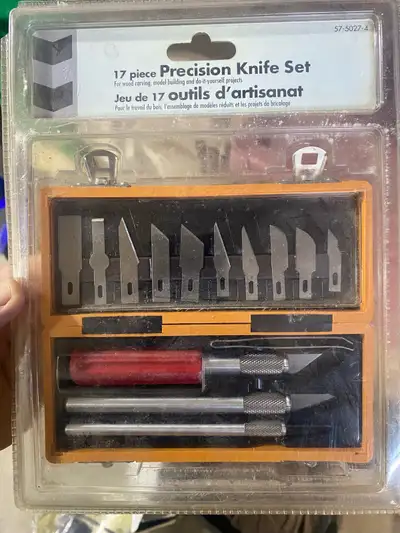 57-5027-4
17 piece Precision Knife Set
For wood carving, model building and do-it-yourself projects
Jeu de 17 outils d'artisanat
Pour le travail du bois, l'assemblage de modèles réduits et les projets de bricolage